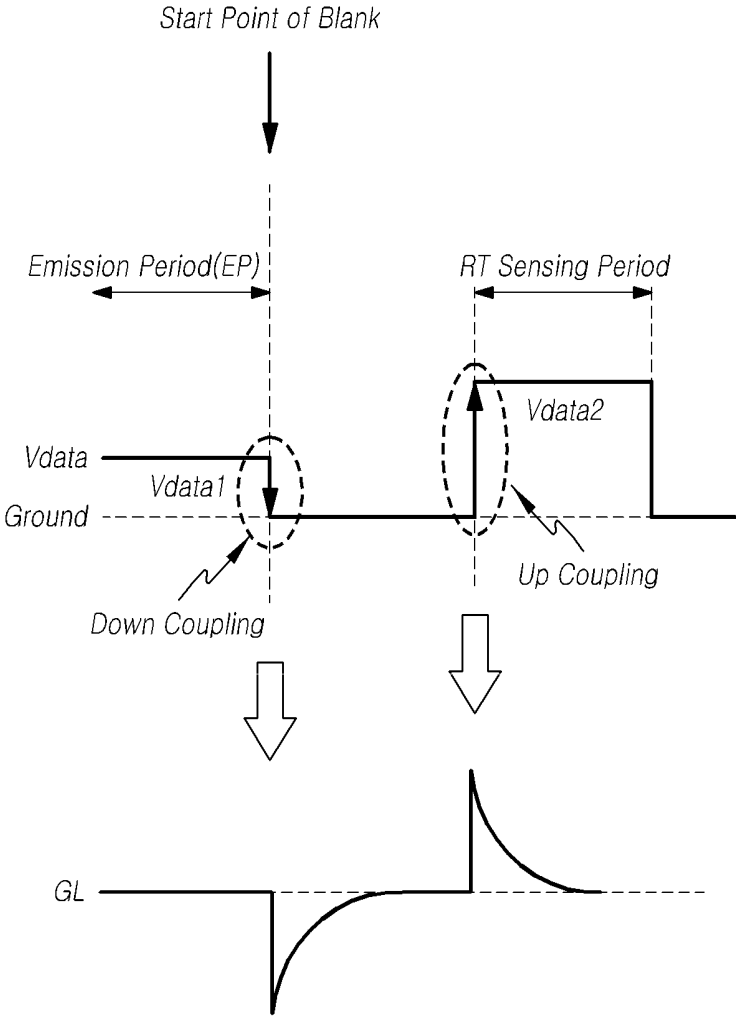 Start Point of Blank
Emission Period(EP)
RT Sensing Period
Vdata2
Vdata
Vdata1
Ground
Up Coupling
Down Coupling
GL